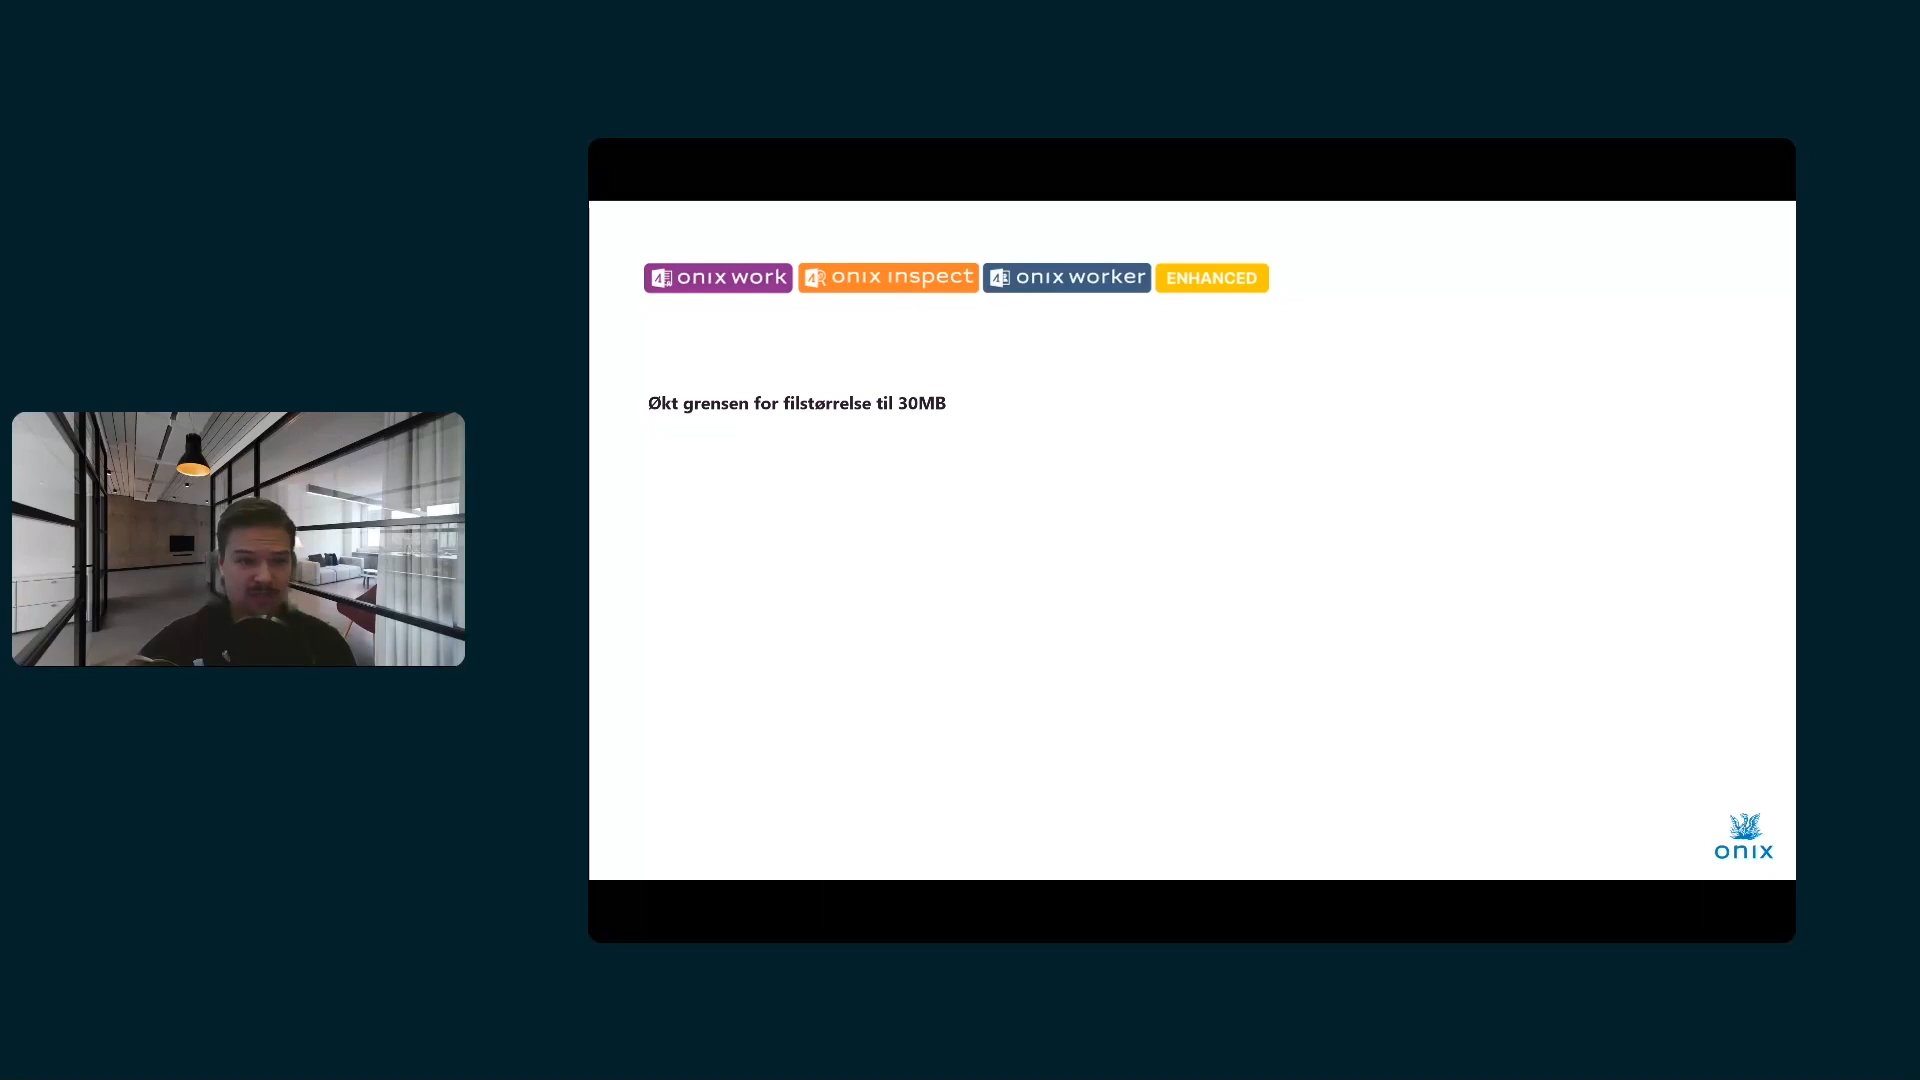 onix work onix inspect onix worker ENHANCED
Økt grensen for filstørrelse til 30MB
onix